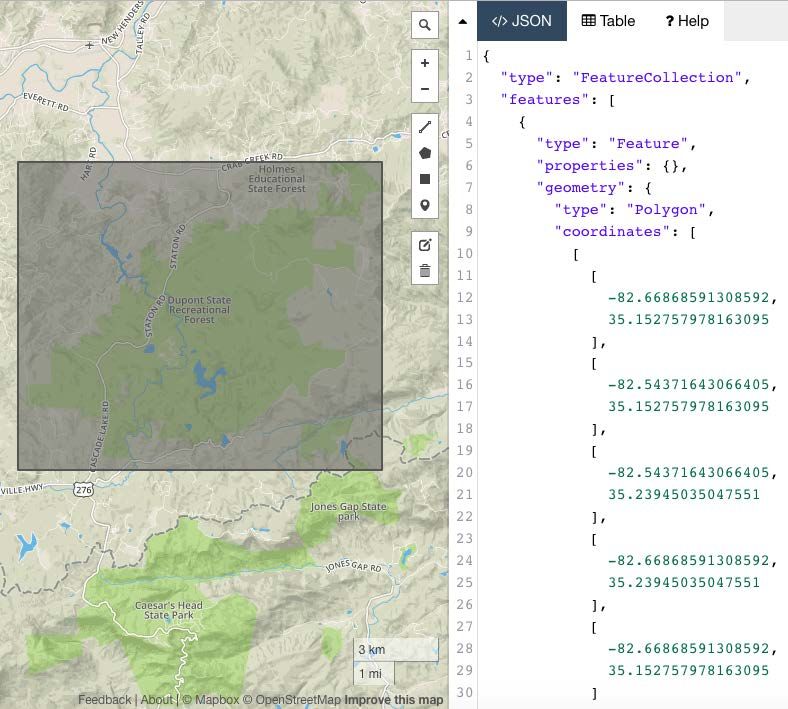 NEW HENDERS
TALLEY RD
EVERETT RD
HART RD
CRAB CREEK RD
Holmes
Educational
State Forest
STATON RD
Dupont State
Recreational
Forest
STATON RD
CASCADE LAKE RD
VILLE HWY
276
Jones Gap State
park
JONES GAP RD
Caesar's Head
State Park
3 km
1 mi
Feedback | About | © Mapbox © OpenStreetMap Improve this map
</> JSON Table ? Help
1 {
2 "type": "FeatureCollection",
3 "features": [
4 {
5 "type": "Feature",
6 "properties": {},
7 "geometry": {
8 "type": "Polygon",
9 "coordinates": [
10 [
11 [
12 -82.66868591308592,
13 35.152757978163095
14 ],
15 [
16 -82.54371643066405,
17 35.152757978163095
18 ],
19 [
20 -82.54371643066405,
21 35.23945035047551
22 ],
23 [
24 -82.66868591308592,
25 35.23945035047551
26 ],
27 [
28 -82.66868591308592,
29 35.152757978163095
30 ]